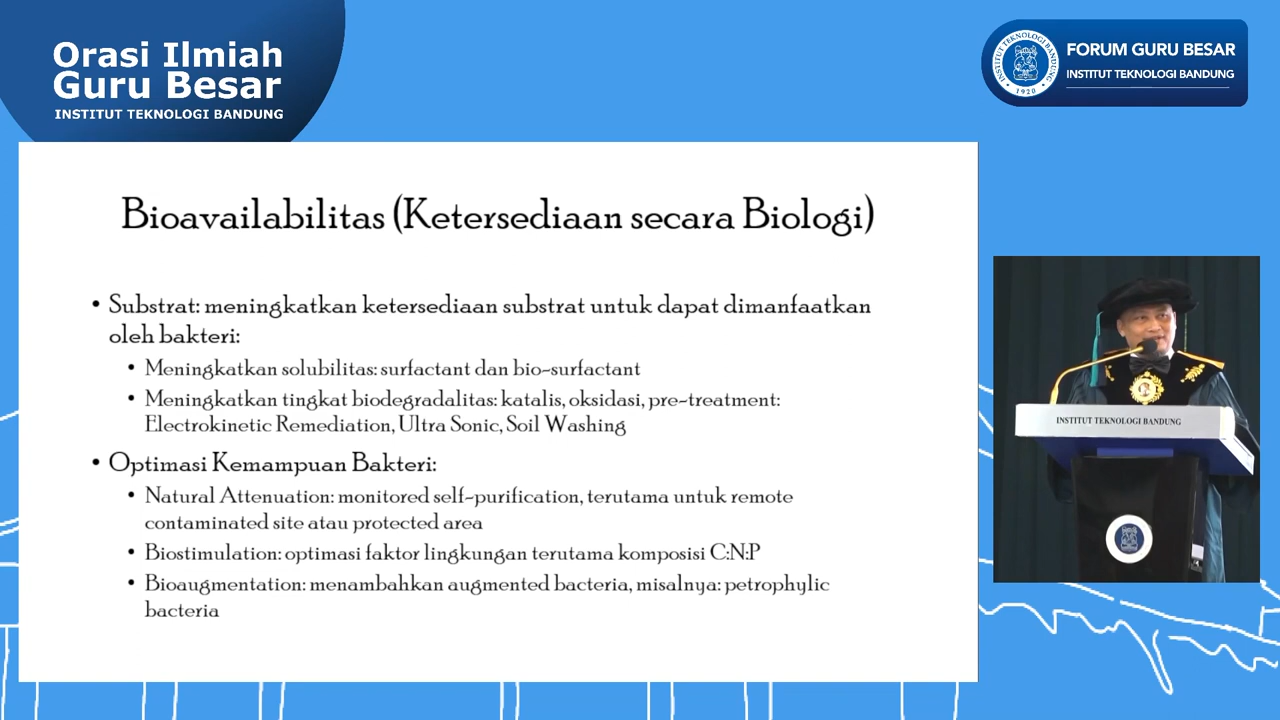 Orasi Ilmiah
Guru Besar
INSTITUT TEKNOLOGI BANDUNG
INSTITUT TEKNOLOGI BANDUNG
1920
FORUM GURU BESAR
INSTITUT TEKNOLOGI BANDUNG
Bioavailabilitas (Ketersediaan secara Biologi)
• Substrat: meningkatkan ketersediaan substrat untuk dapat dimanfaatkan
oleh bakteri:
• Meningkatkan solubilitas: surfactant dan bio-surfactant
• Meningkatkan tingkat biodegradalitas: katalis, oksidasi, pre-treatment:
Electrokinetic Remediation, Ultra Sonic, Soil Washing
• Optimasi Kemampuan Bakteri:
• Natural Attenuation: monitored self-purification, terutama untuk remote
contaminated site atau protected area
• Biostimulation: optimasi faktor lingkungan terutama komposisi C:N:P
• Bioaugmentation: menambahkan augmented bacteria, misalnya: petrophylic
bacteria
INSTITUT TEKNOLOGI BANDUNG